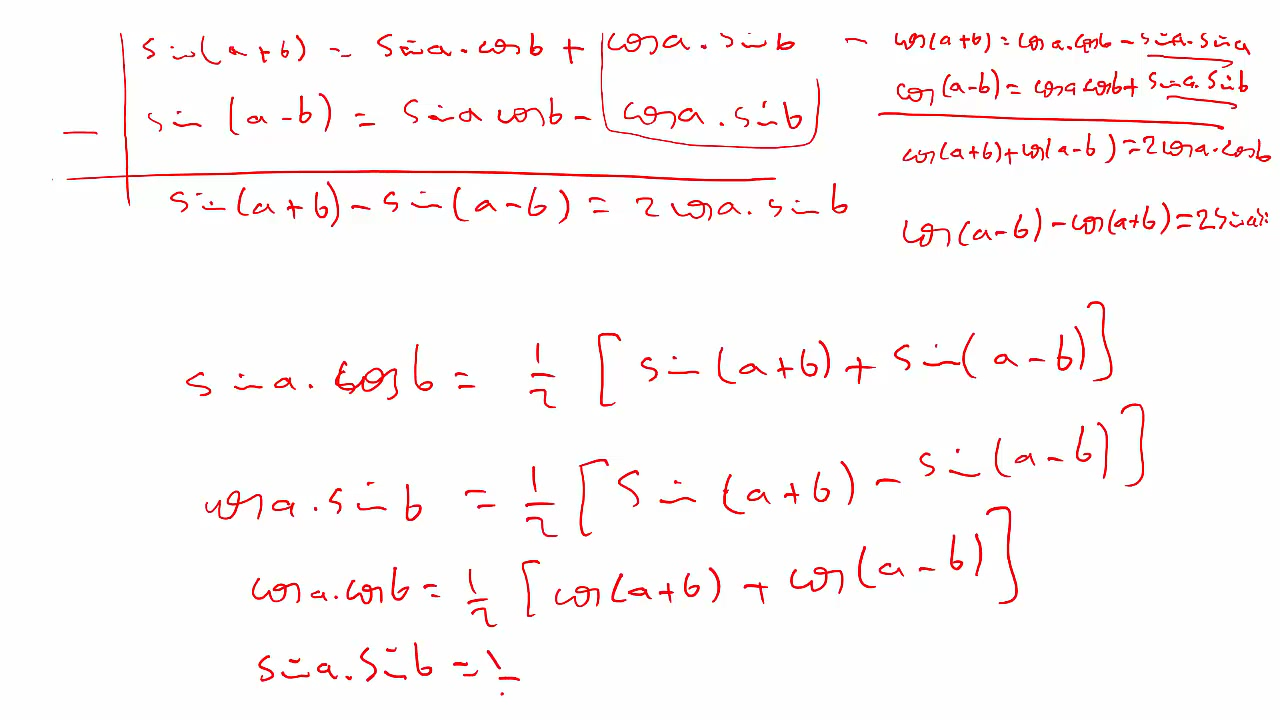 sin(a+b) = sina.cosb + cosa.sinb
sin (a-b) = sina cosb - cosa.sinb
sin(a+b) - sin(a-b) = 2 cosa.sinb
- cos(a+b) = cosa.cosb - sina.sina
cos(a-b) = cosa cosb + sina.sinb
cos(a+b)+cos(a-b) = 2cosa.cosb
cos(a-b) - cos(a+b) = 2sina
sina.cosb = 1/2 [sin(a+b) + sin(a-b)]
cosa.sinb = 1/2 [sin(a+b) - sin(a-b)]
cosa.cosb = 1/2 [cos(a+b) + cos(a-b)]
sina.sinb = 1